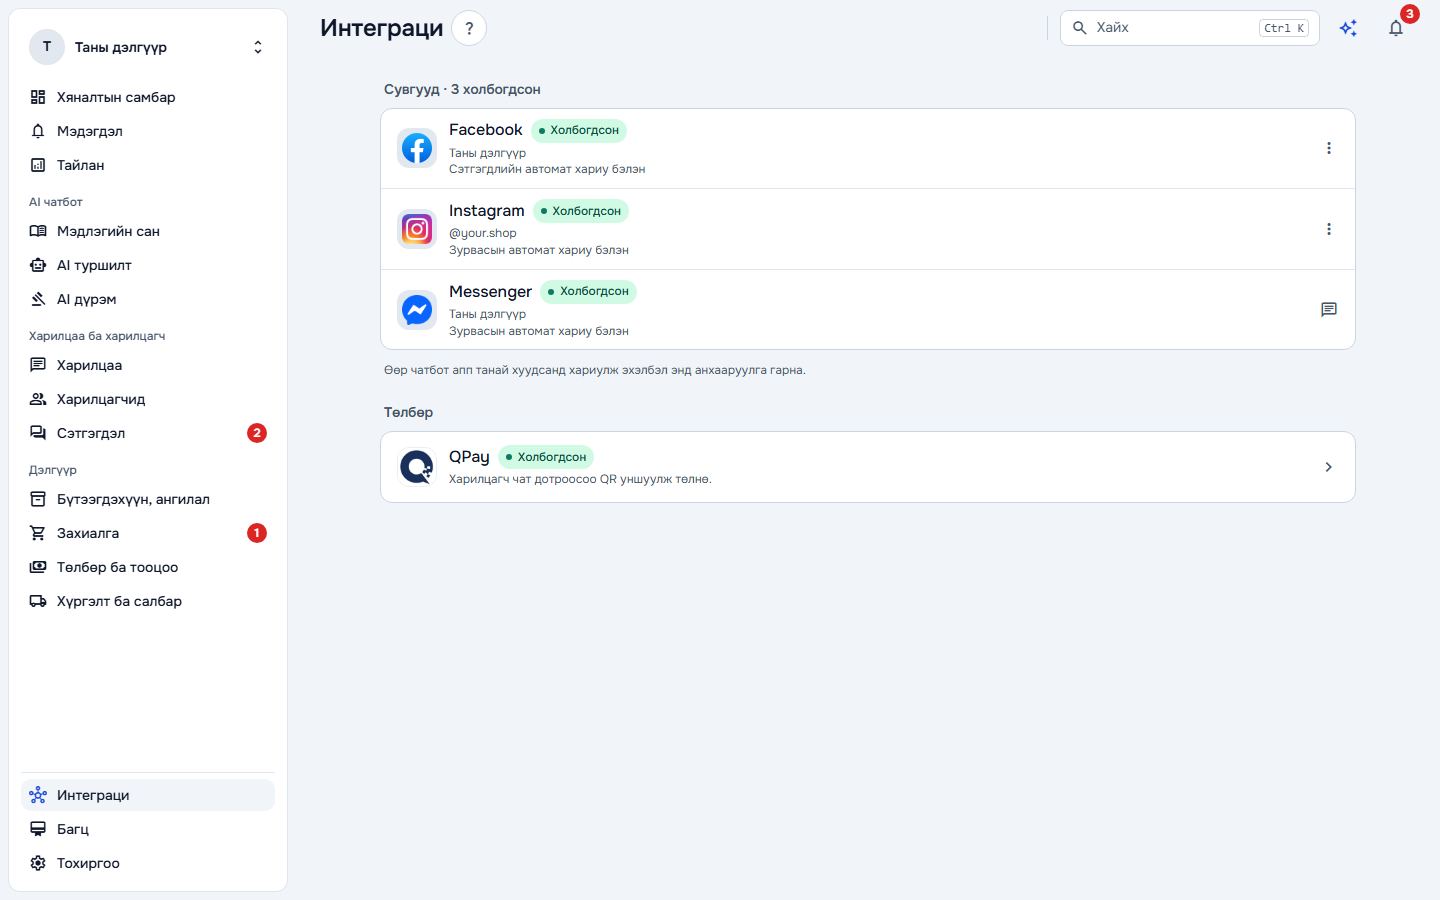 T
Таны дэлгүүр
Хяналтын самбар
Мэдэгдэл
Тайлан
AI чатбот
Мэдлэгийн сан
AI туршилт
AI дүрэм
Харилцаа ба харилцагч
Харилцаа
Харилцагчид
Сэтгэгдэл 2
Дэлгүүр
Бүтээгдэхүүн, ангилал
Захиалга 1
Төлбөр ба тооцоо
Хүргэлт ба салбар
Интеграци
Багц
Тохиргоо
Интеграци ?
Хайх Ctrl K
3
Сувгууд · 3 холбогдсон
Facebook Холбогдсон
Таны дэлгүүр
Сэтгэгдлийн автомат хариу бэлэн
Instagram Холбогдсон
@your.shop
Зурвасын автомат хариу бэлэн
Messenger Холбогдсон
Таны дэлгүүр
Зурвасын автомат хариу бэлэн
Өөр чатбот апп танай хуудсанд хариулж эхэлбэл энд анхааруулга гарна.
Төлбөр
QPay Холбогдсон
Харилцагч чат дотроосоо QR уншуулж төлнө.